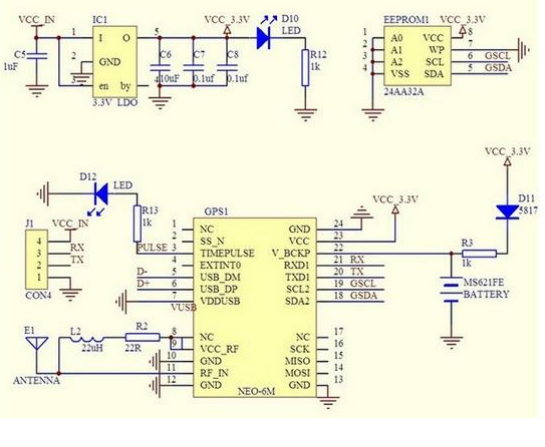 VCC_IN
IC1
VCC_3.3V
D10
LED
C5
1uF
1
I
O
5
2
GND
3
en
by
4
3.3V LDO
C6
10uF
C7
0.1uf
C8
0.1uf
R12
1k
EEPROM1
VCC_3.3V
1
A0
VCC
8
2
A1
WP
7
3
A2
SCL
6
GSCL
4
VSS
SDA
5
GSDA
24AA32A
VCC_3.3V
D12
LED
R13
1k
J1
VCC_IN
4
3
RX
2
TX
1
CON4
GPS1
VCC_3.3V
D11
5817
1
NC
GND
24
2
SS_N
VCC
23
PULSE
3
TIMEPULSE
V_BCKP
22
4
EXTINT0
RXD1
21
RX
D-
5
USB_DM
TXD1
20
TX
D+
6
USB_DP
SCL2
19
GSCL
7
VDDUSB
SDA2
18
GSDA
VUSB
R3
1k
MS621FE
BATTERY
E1
ANTENNA
L2
22uH
R2
22R
8
NC
NC
17
9
VCC_RF
SCK
16
10
GND
MISO
15
11
RF_IN
MOSI
14
12
GND
GND
13
NEO-6M